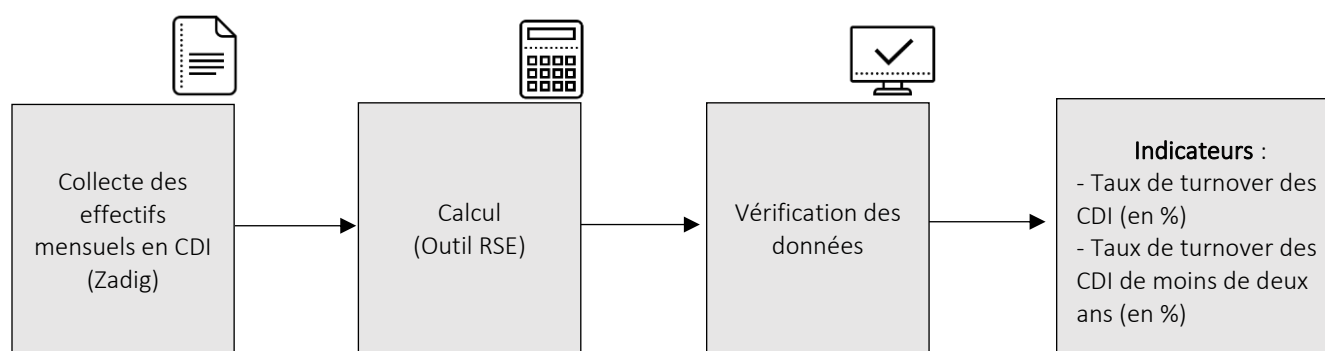 Collecte des
effectifs
mensuels en CDI
(Zadig)
Calcul
(Outil RSE)
Vérification des
données
Indicateurs :
- Taux de turnover des
CDI (en %)
- Taux de turnover des
CDI de moins de deux
ans (en %)